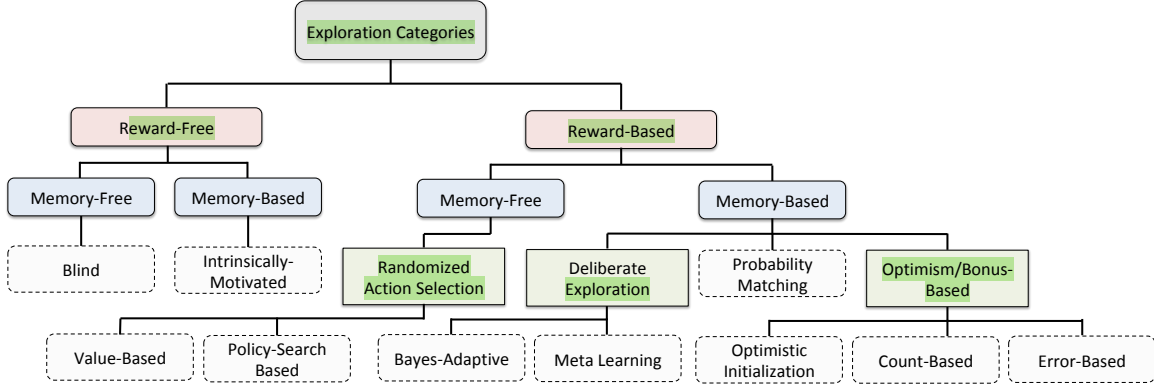 Exploration Categories
Reward-Free
Reward-Based
Memory-Free
Memory-Based
Memory-Free
Memory-Based
Blind
Intrinsically-
Motivated
Randomized
Action Selection
Deliberate
Exploration
Probability
Matching
Optimism/Bonus-
Based
Value-Based
Policy-Search
Based
Bayes-Adaptive
Meta Learning
Optimistic
Initialization
Count-Based
Error-Based